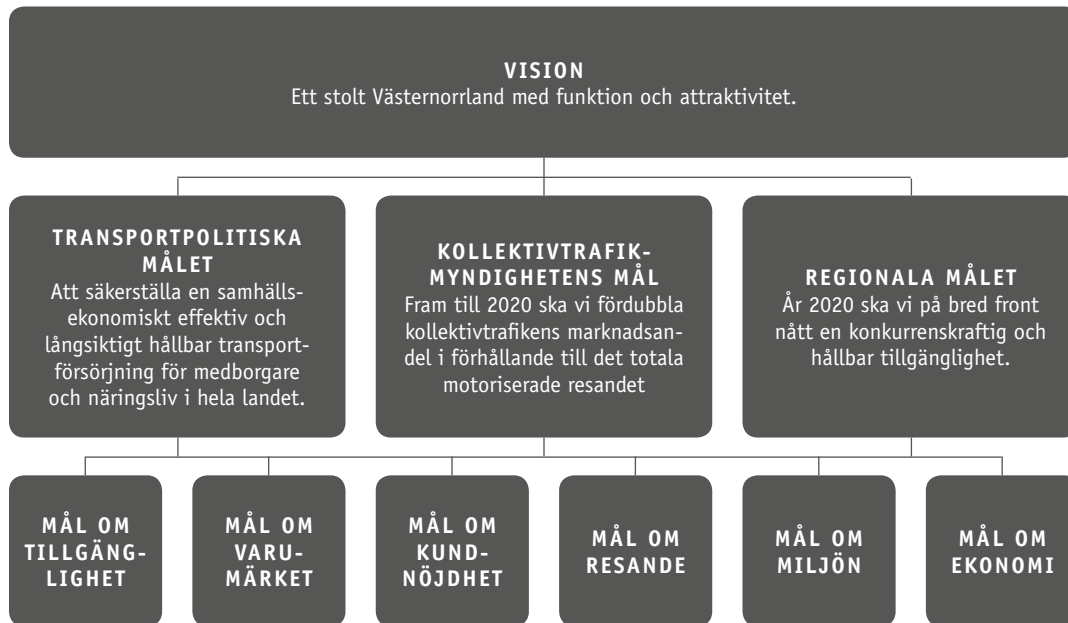 VISION
Ett stolt Västernorrland med funktion och attraktivitet.
TRANSPORTPOLITISKA
MÅLET
Att säkerställa en samhälls-
ekonomiskt effektiv och
långsiktigt hållbar transport-
försörjning för medborgare
och näringsliv i hela landet.
KOLLEKTIVTRAFIK-
MYNDIGHETENS MÅL
Fram till 2020 ska vi fördubbla
kollektivtrafikens marknadsan-
del i förhållande till det totala
motoriserade resandet
REGIONALA MÅLET
År 2020 ska vi på bred front
nått en konkurrenskraftig och
hållbar tillgänglighet.
MÅL OM
TILLGÄNG-
LIGHET
MÅL OM
VARU-
MÄRKET
MÅL OM
KUND-
NÖJDHET
MÅL OM
RESANDE
MÅL OM
MILJÖN
MÅL OM
EKONOMI